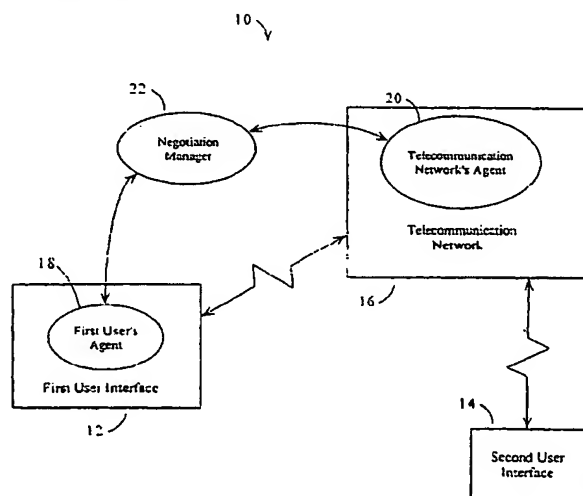 10
22
Negotiation
Manager
20
Telecommunication
Network's Agent
Telecommunication
Network
16
18
First User's
Agent
First User Interface
12
14
Second User
Interface